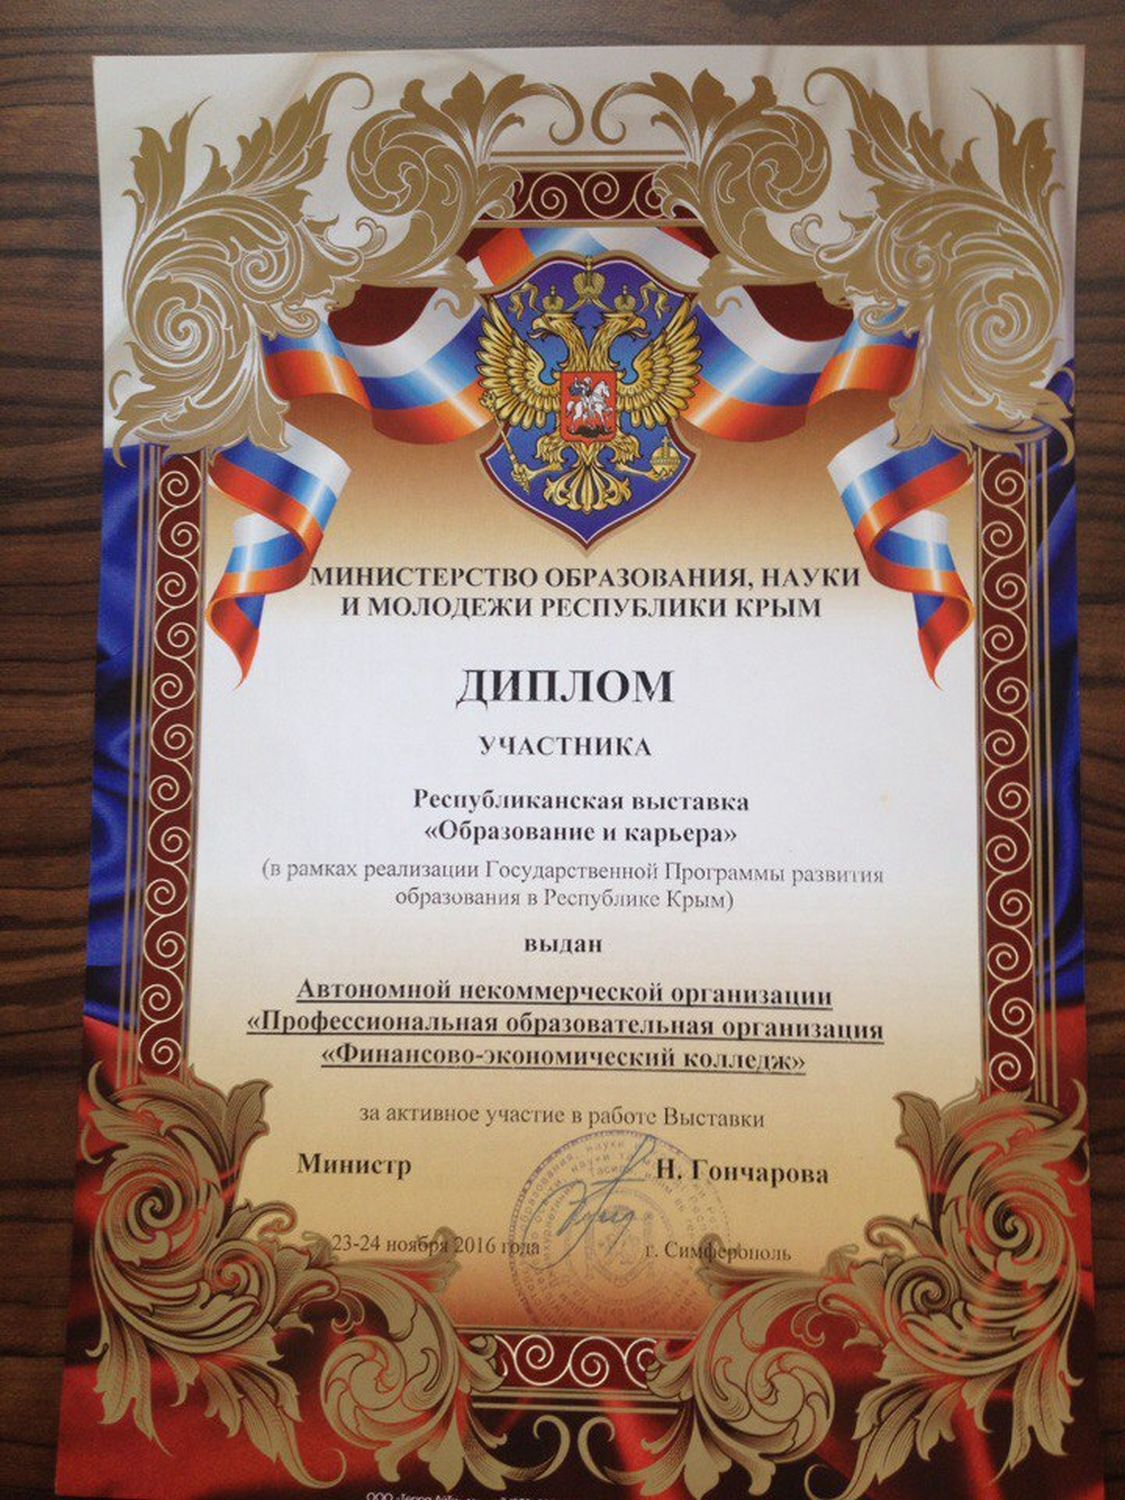 МИНИСТЕРСТВО ОБРАЗОВАНИЯ, НАУКИ
И МОЛОДЕЖИ РЕСПУБЛИКИ КРЫМ
ДИПЛОМ
УЧАСТНИКА
Республиканская выставка
«Образование и карьера»
(в рамках реализации Государственной Программы развития
образования в Республике Крым)
выдан
Автономной некоммерческой организации
«Профессиональная образовательная организация
«Финансово-экономический колледж»
за активное участие в работе Выставки
Министр Н. Гончарова
23-24 ноября 2016 года г. Симферополь